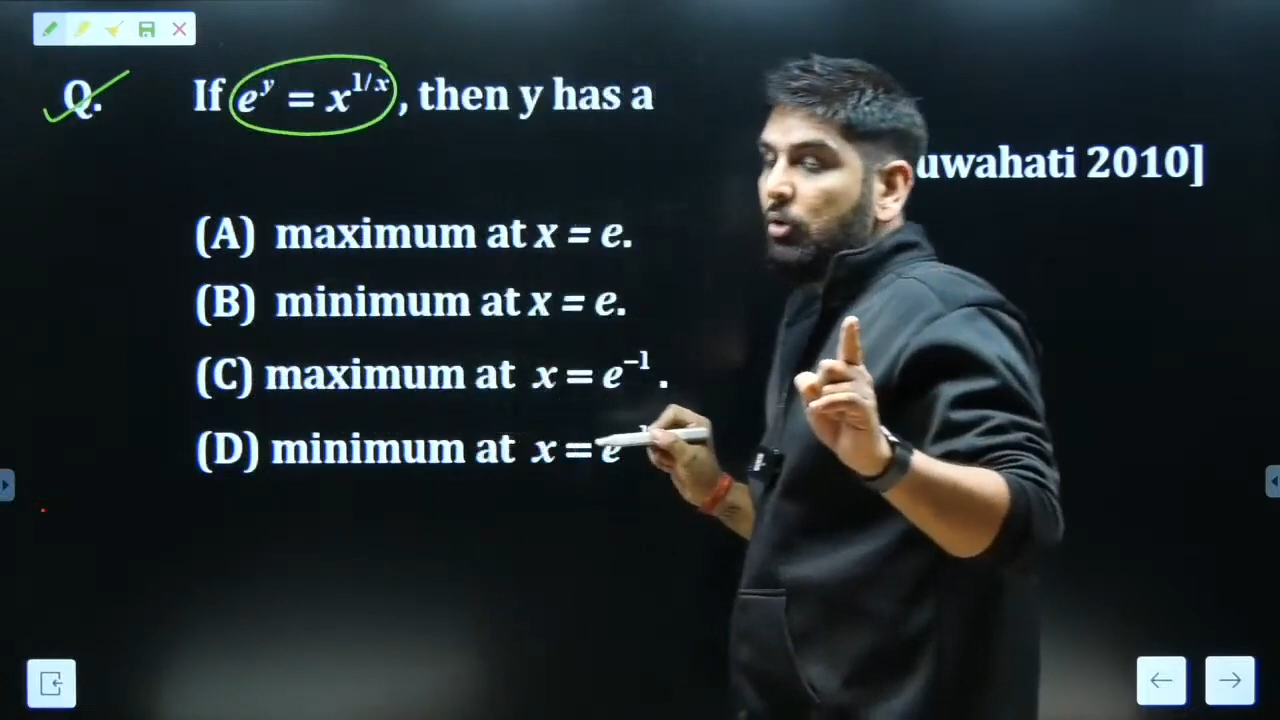 Q. If e^y = x^{1/x}, then y has a
uwahati 2010]
(A) maximum at x = e.
(B) minimum at x = e.
(C) maximum at x = e^{-1}.
(D) minimum at x = e